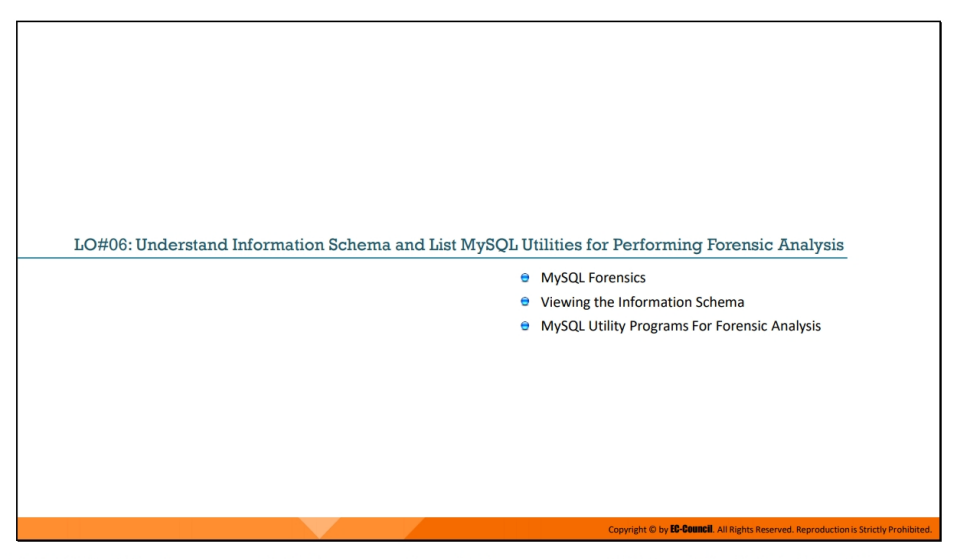 LO#06: Understand Information Schema and List MySQL Utilities for Performing Forensic Analysis
MySQL Forensics
Viewing the Information Schema
MySQL Utility Programs For Forensic Analysis
Copyright © by EC-Council. All Rights Reserved. Reproduction is Strictly Prohibited.